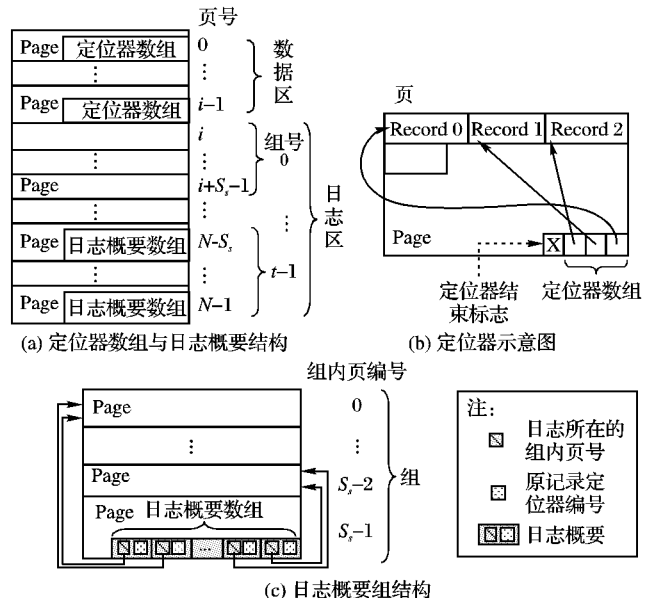 页号
Page 定位器数组 0
⋮ ⋮
Page 定位器数组 i−1
数据区
i
⋮ ⋮
Page i+Sₛ−1
组号
0
⋮ ⋮ ⋮
Page 日志概要数组 N-Sₛ
⋮ ⋮
Page 日志概要数组 N−1
t−1
日志区
(a) 定位器数组与日志概要结构
页
Record 0 Record 1 Record 2
Page X
定位器结束标志
定位器数组
(b) 定位器示意图
组内页编号
Page 0
⋮ ⋮
Page Sₛ−2
Page 日志概要数组 Sₛ−1
...
组
(c) 日志概要组结构
注:
日志所在的
组内页号
原记录定
位器编号
日志概要